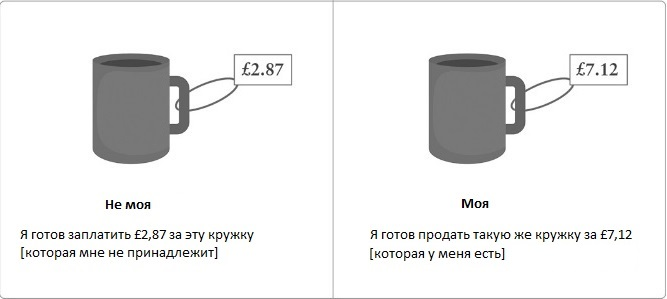 £2.87
Не моя
Я готов заплатить £2,87 за эту кружку
[которая мне не принадлежит]
£7.12
Моя
Я готов продать такую же кружку за £7,12
[которая у меня есть]